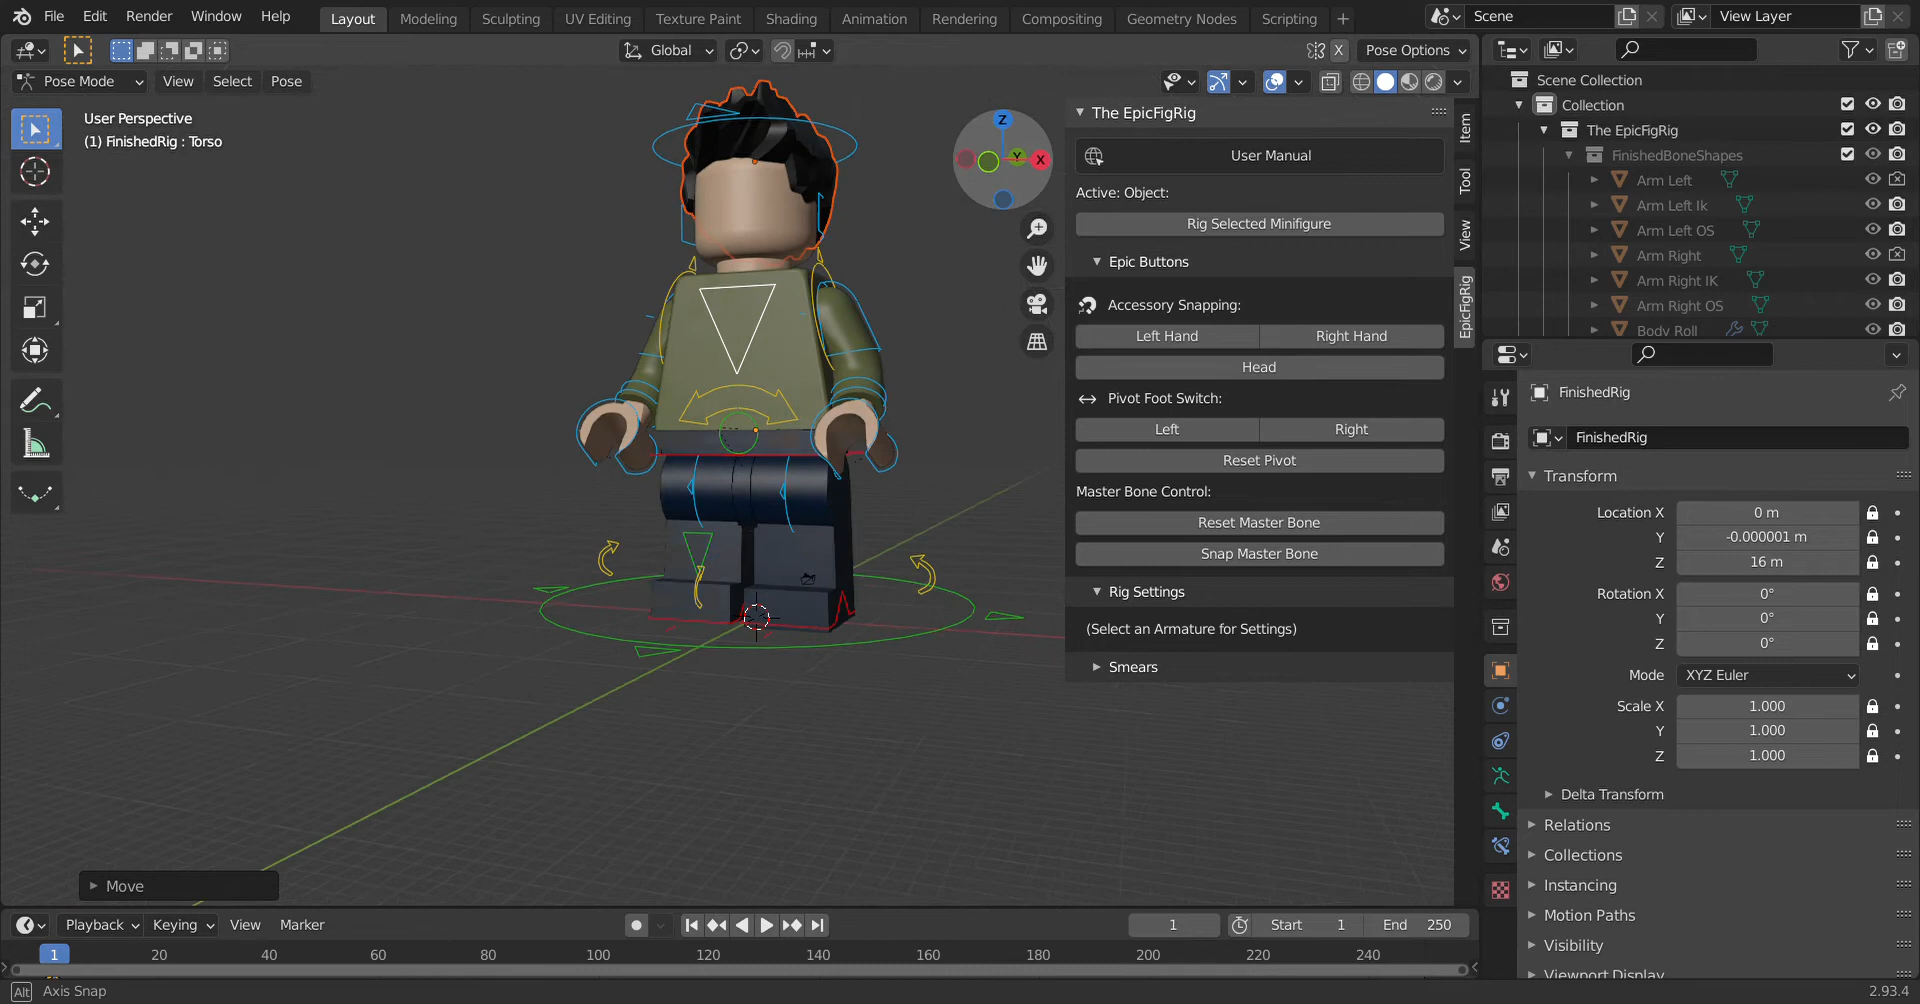 File Edit Render Window Help
Layout Modeling Sculpting UV Editing Texture Paint Shading Animation Rendering Compositing Geometry Nodes Scripting +
Scene
View Layer
Global
X Pose Options
Pose Mode View Select Pose
User Perspective
(1) FinishedRig : Torso
Z
Y
X
The EpicFigRig
User Manual
Active: Object:
Rig Selected Minifigure
Epic Buttons
Accessory Snapping:
Left Hand Right Hand
Head
Pivot Foot Switch:
Left Right
Reset Pivot
Master Bone Control:
Reset Master Bone
Snap Master Bone
Rig Settings
(Select an Armature for Settings)
Smears
Item
Tool
View
EpicFigRig
Scene Collection
Collection
The EpicFigRig
FinishedBoneShapes
Arm Left
Arm Left Ik
Arm Left OS
Arm Right
Arm Right IK
Arm Right OS
Body Roll
FinishedRig
FinishedRig
Transform
Location X 0 m
Y -0.000001 m
Z 16 m
Rotation X 0°
Y 0°
Z 0°
Mode XYZ Euler
Scale X 1.000
Y 1.000
Z 1.000
Delta Transform
Relations
Collections
Instancing
Motion Paths
Visibility
Viewport Display
Move
Playback Keying View Marker
1
Start 1 End 250
1 20 40 60 80 100 120 140 160 180 200 220 240
Alt Axis Snap
2.93.4